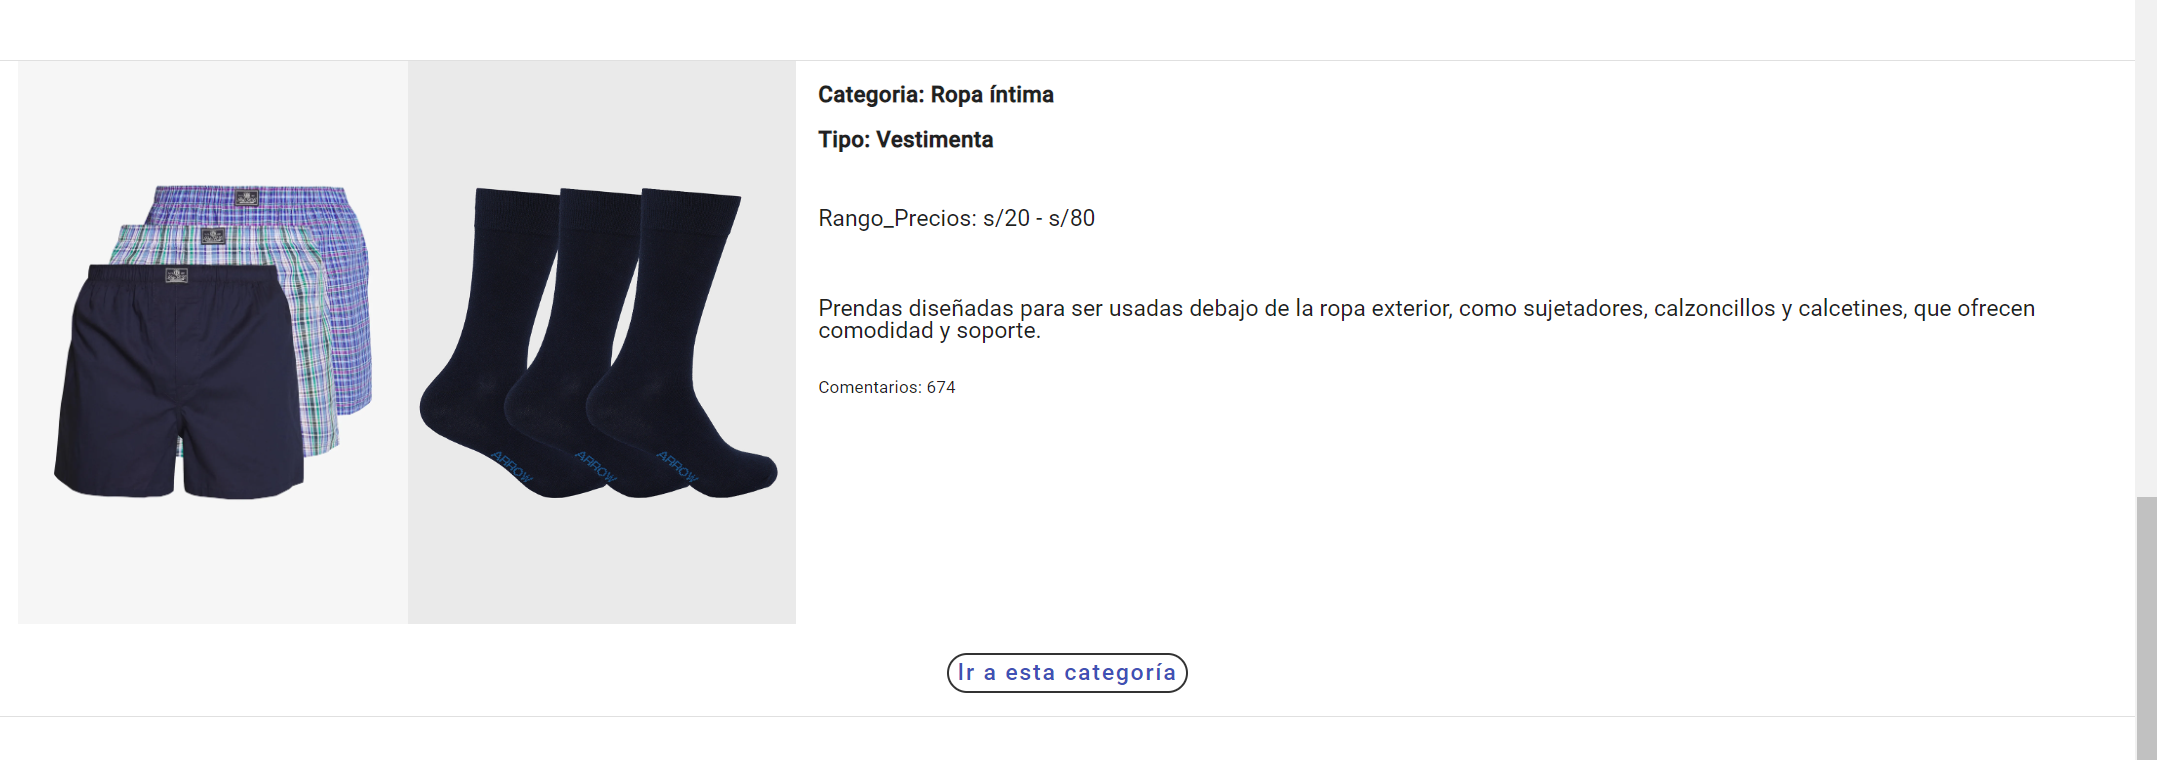 Categoria: Ropa íntima
Tipo: Vestimenta
Rango_Precios: s/20 - s/80
Prendas diseñadas para ser usadas debajo de la ropa exterior, como sujetadores, calzoncillos y calcetines, que ofrecen
comodidad y soporte.
Comentarios: 674
ARROW ARROW ARROW
Ir a esta categoría